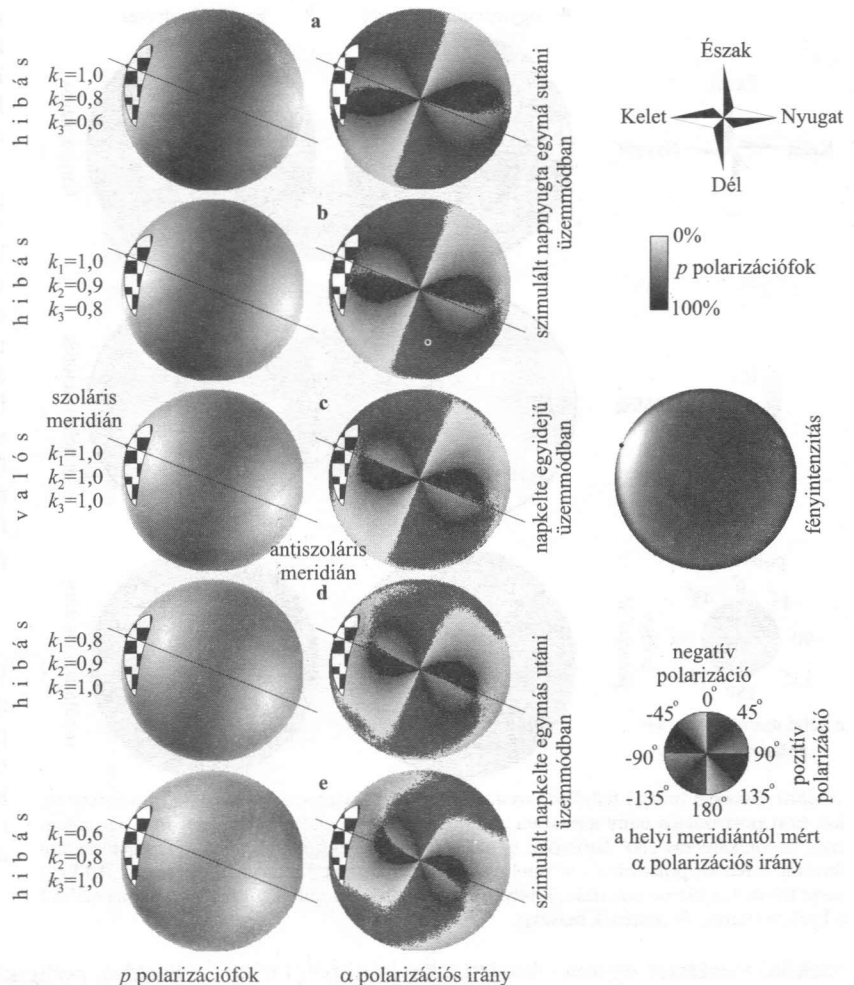 a
hibás
k₁=1,0
k₂=0,8
k₃=0,6
b
hibás
k₁=1,0
k₂=0,9
k₃=0,8
szimulált napnyugta egymá sutáni
üzemmódban
c
szoláris
meridián
valós
k₁=1,0
k₂=1,0
k₃=1,0
antiszoláris
meridián
napkelte egyidejű
üzemmódban
d
hibás
k₁=0,8
k₂=0,9
k₃=1,0
e
hibás
k₁=0,6
k₂=0,8
k₃=1,0
szimulált napkelte egymás utáni
üzemmódban
p polarizációfok
α polarizációs irány
Észak
Kelet
Nyugat
Dél
0%
p polarizációfok
100%
fényintenzitás
negatív
polarizáció
0°
-45°
45°
-90°
90°
-135°
135°
180°
pozitív
polarizáció
a helyi meridiántól mért
α polarizációs irány